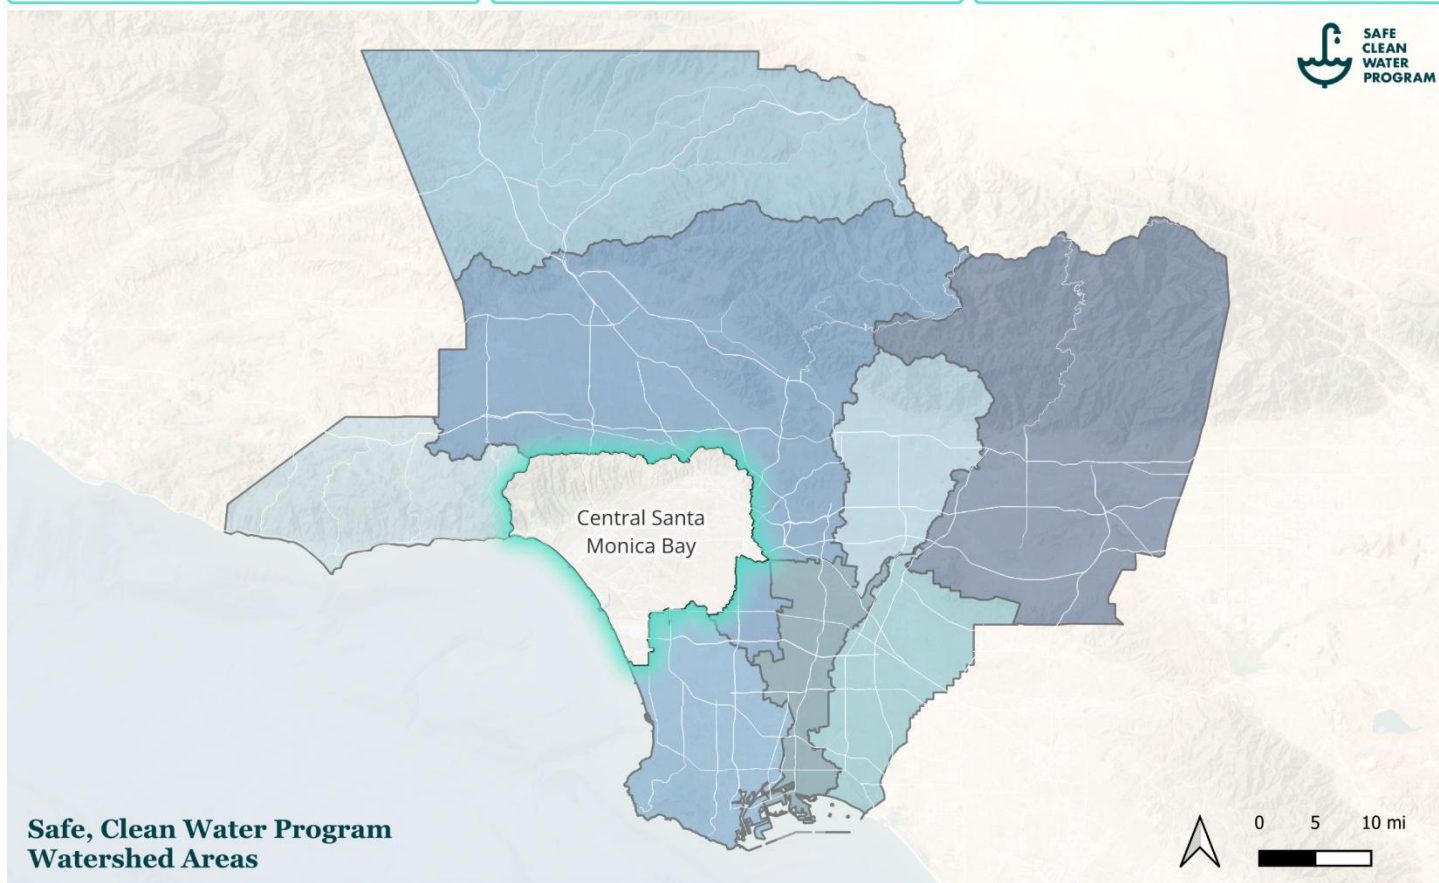 SAFE
CLEAN
WATER
PROGRAM
Central Santa
Monica Bay
Safe, Clean Water Program
Watershed Areas
0 5 10 mi